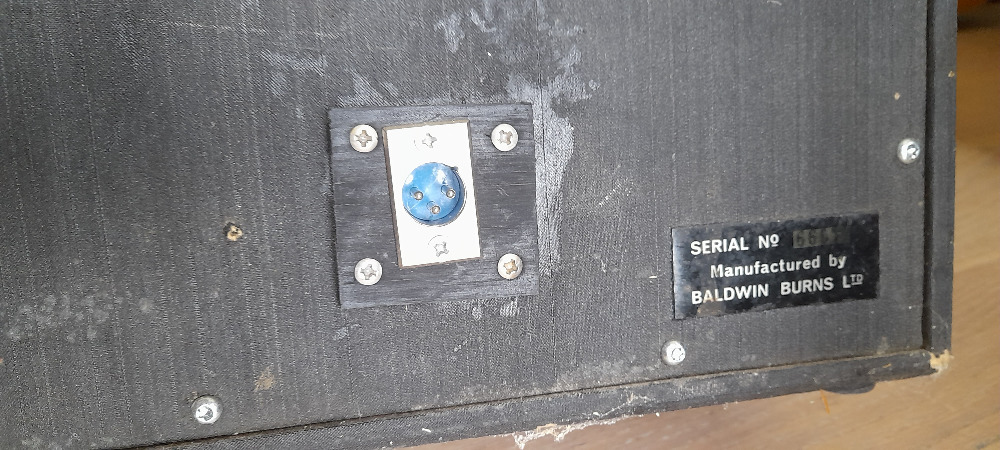 SERIAL Nº
Manufactured by
BALDWIN BURNS LTD